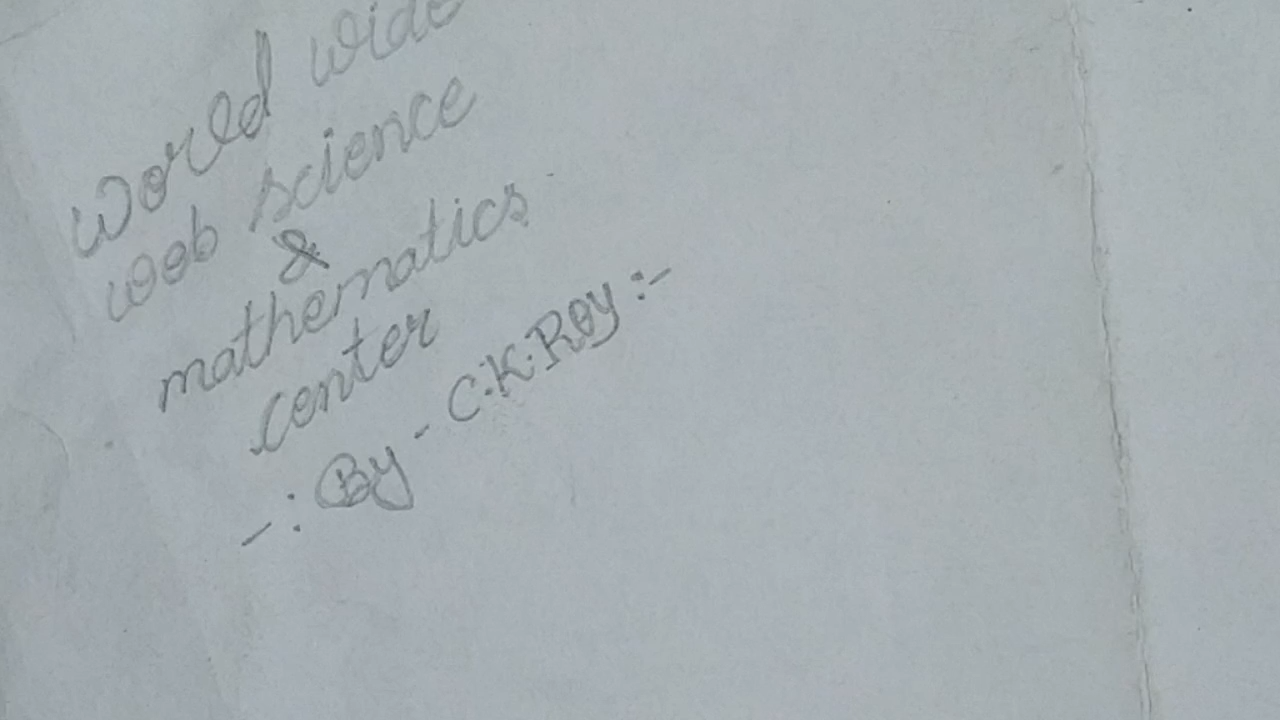 World wide
web science
&
mathematics
center
-: By - C.K.Roy :-